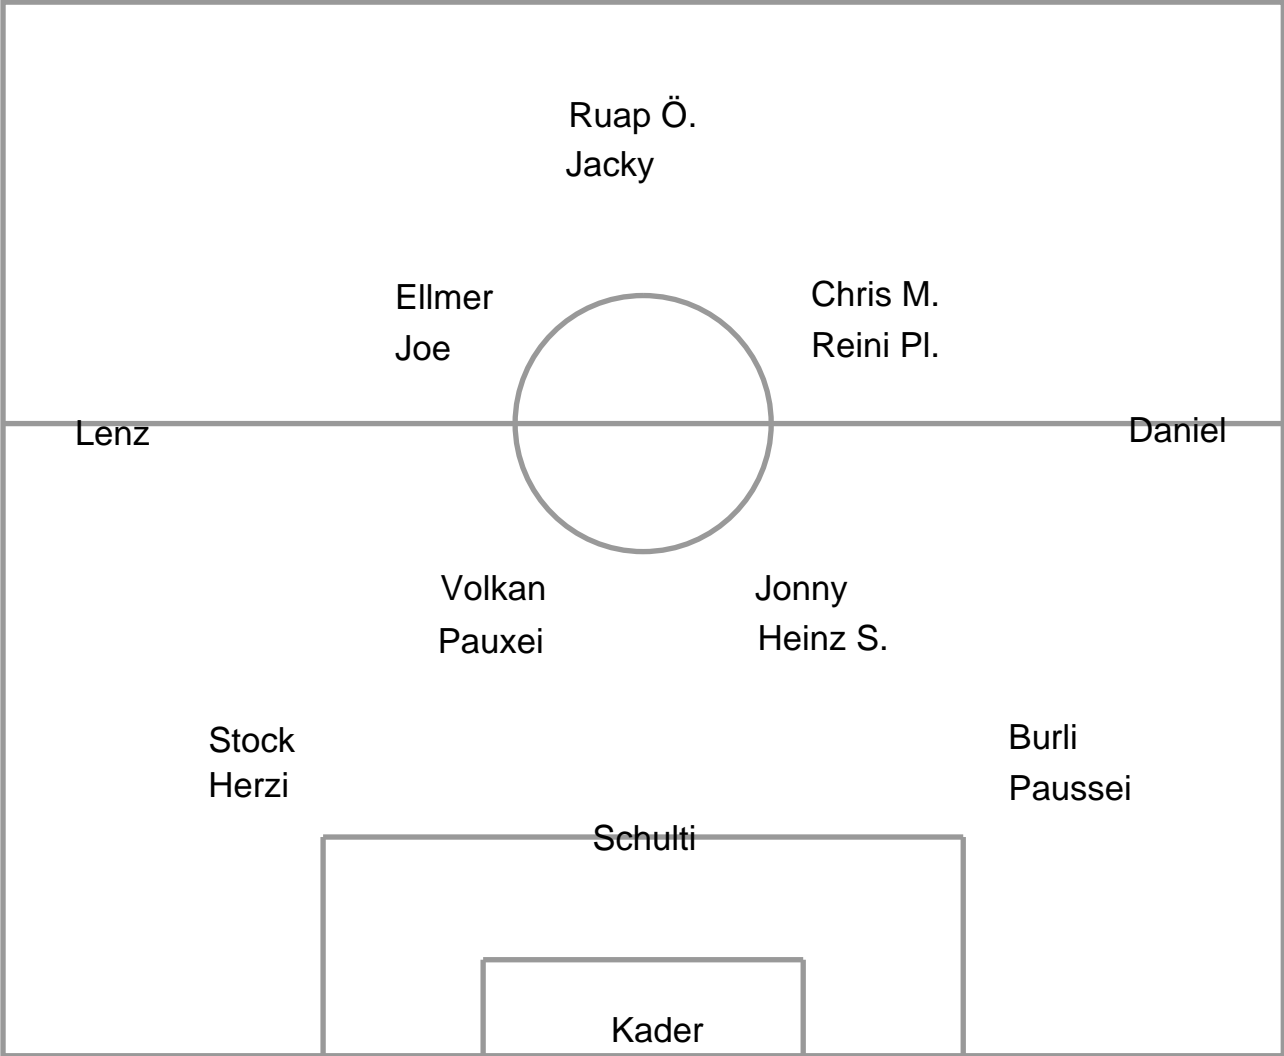 Ruap Ö.
Jacky
Ellmer
Joe
Chris M.
Reini Pl.
Lenz
Daniel
Volkan
Pauxei
Jonny
Heinz S.
Stock
Herzi
Burli
Paussei
Schulti
Kader